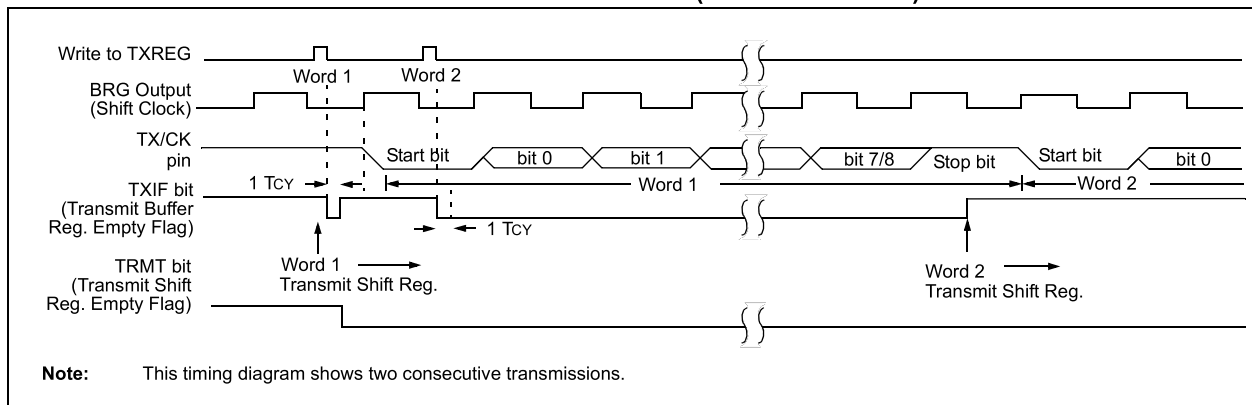 Write to TXREG
Word 1 Word 2
BRG Output
(Shift Clock)
TX/CK
pin
Start bit bit 0 bit 1 bit 7/8 Stop bit Start bit bit 0
1 TCY Word 1 Word 2
TXIF bit
(Transmit Buffer
Reg. Empty Flag)
1 TCY
Word 1
Transmit Shift Reg.
Word 2
Transmit Shift Reg.
TRMT bit
(Transmit Shift
Reg. Empty Flag)
Note: This timing diagram shows two consecutive transmissions.